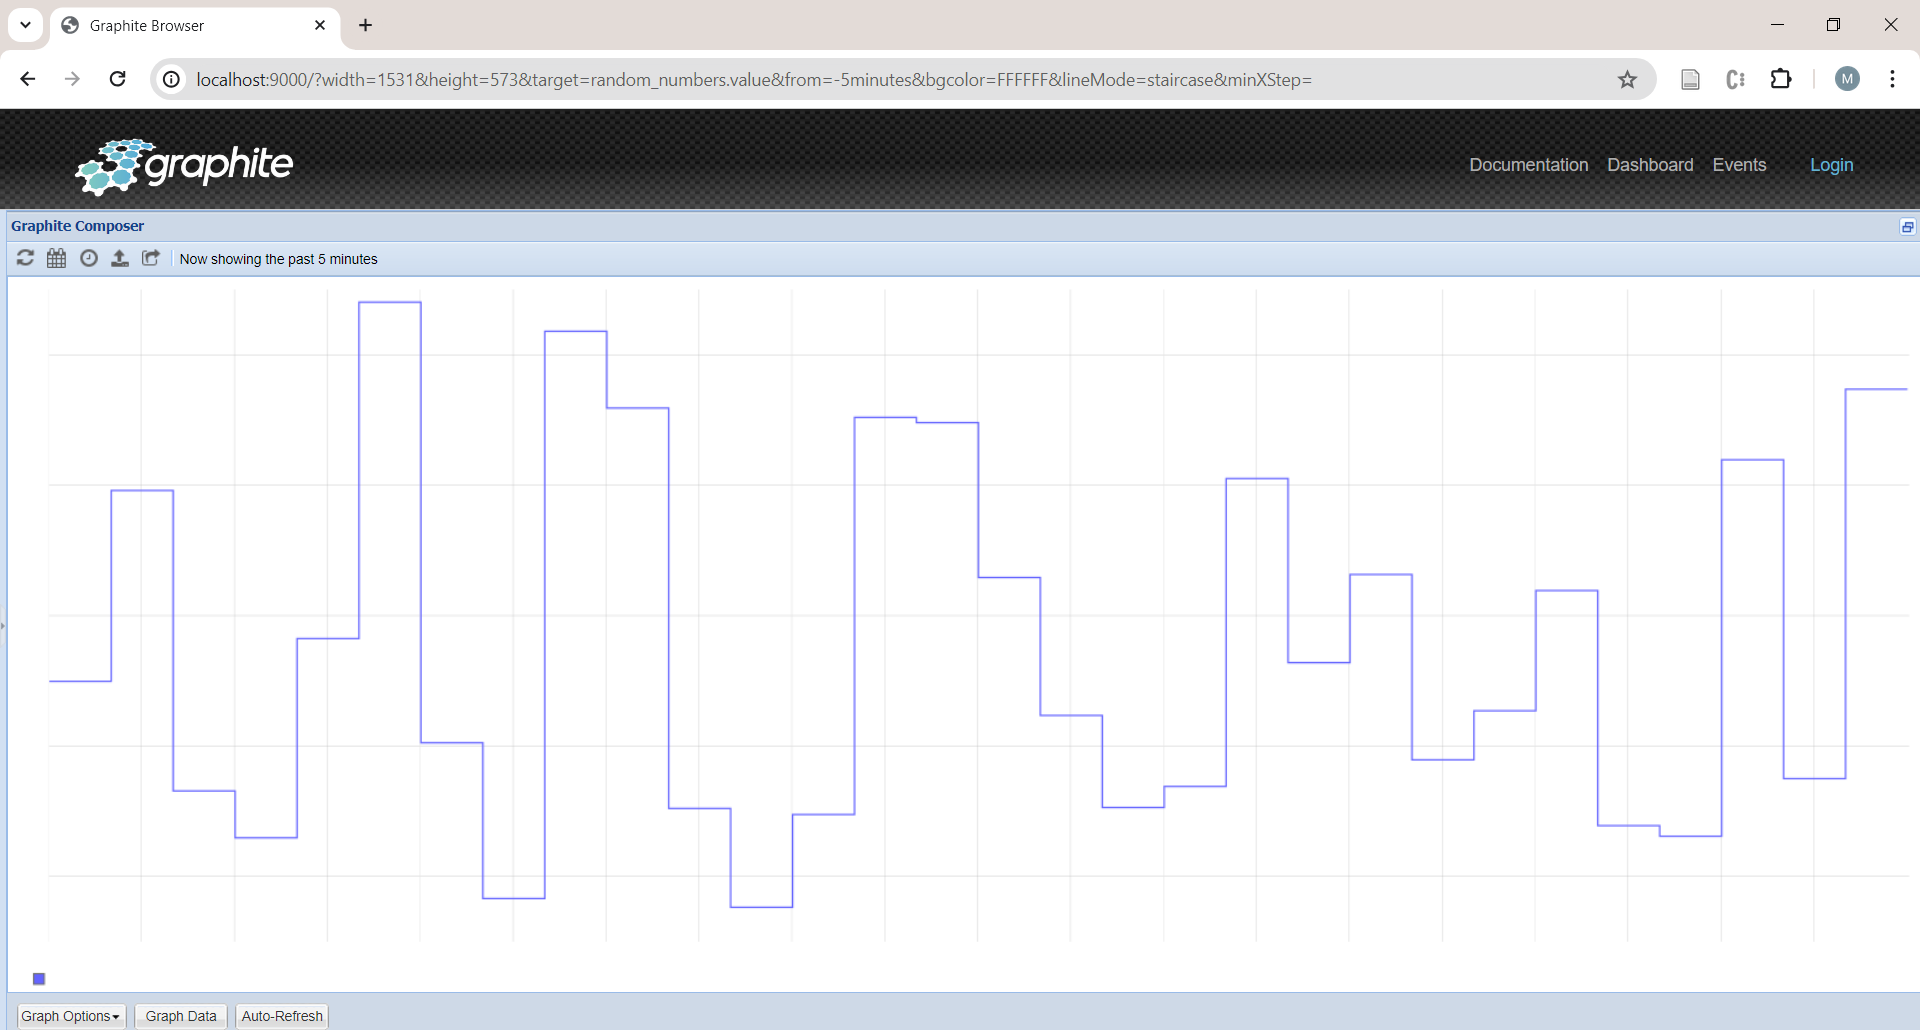 Graphite Browser
localhost:9000/?width=1531&height=573&target=random_numbers.value&from=-5minutes&bgcolor=FFFFFF&lineMode=staircase&minXStep=
M
graphite
Documentation Dashboard Events Login
Graphite Composer
Now showing the past 5 minutes
Graph Options Graph Data Auto-Refresh